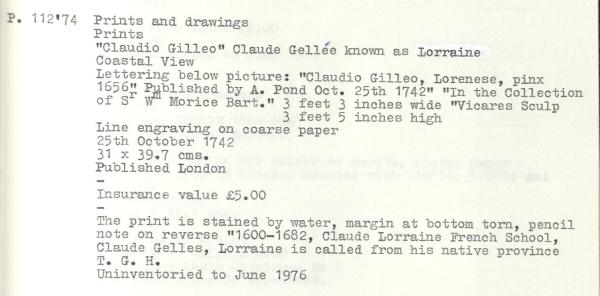 P. 112'74 Prints and drawings
Prints
"Claudio Gilleo" Claude Gellée known as Lorraine
Coastal View
Lettering below picture: "Claudio Gilleo, Lorenese, pinx
1656" Published by A. Pond Oct. 25th 1742" "In the Collection
of Sr Wm Morice Bart." 3 feet 3 inches wide "Vicares Sculp
3 feet 5 inches high
Line engraving on coarse paper
25th October 1742
31 x 39.7 cms.
Published London
-
Insurance value £5.00
-
The print is stained by water, margin at bottom torn, pencil
note on reverse "1600-1682, Claude Lorraine French School,
Claude Gelles, Lorraine is called from his native province
T. G. H.
Uninventoried to June 1976